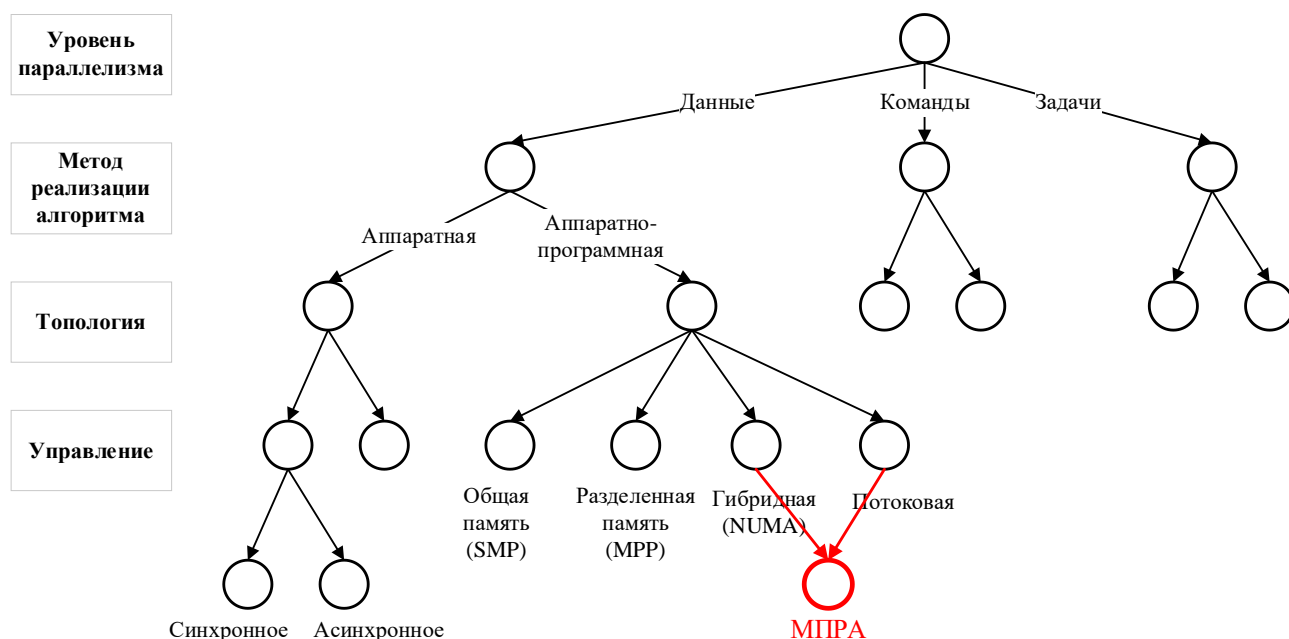 Уровень
параллелизма
Данные
Команды
Задачи
Метод
реализации
алгоритма
Аппаратная
Аппаратно-
программная
Топология
Управление
Общая
память
(SMP)
Разделенная
память
(MPP)
Гибридная
(NUMA)
Потоковая
Синхронное
Асинхронное
МПРА